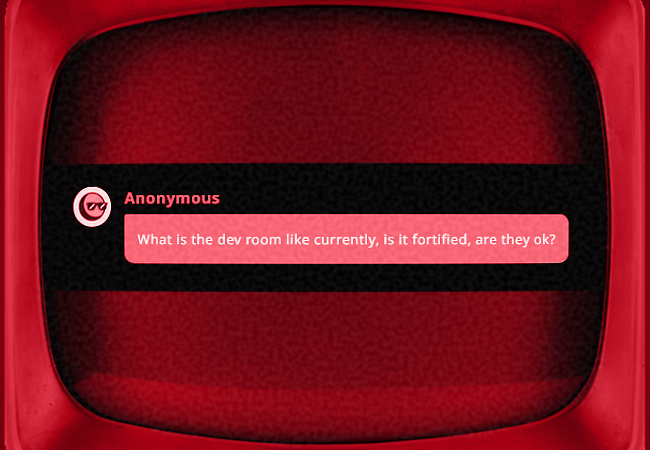 Anonymous
What is the dev room like currently, is it fortified, are they ok?